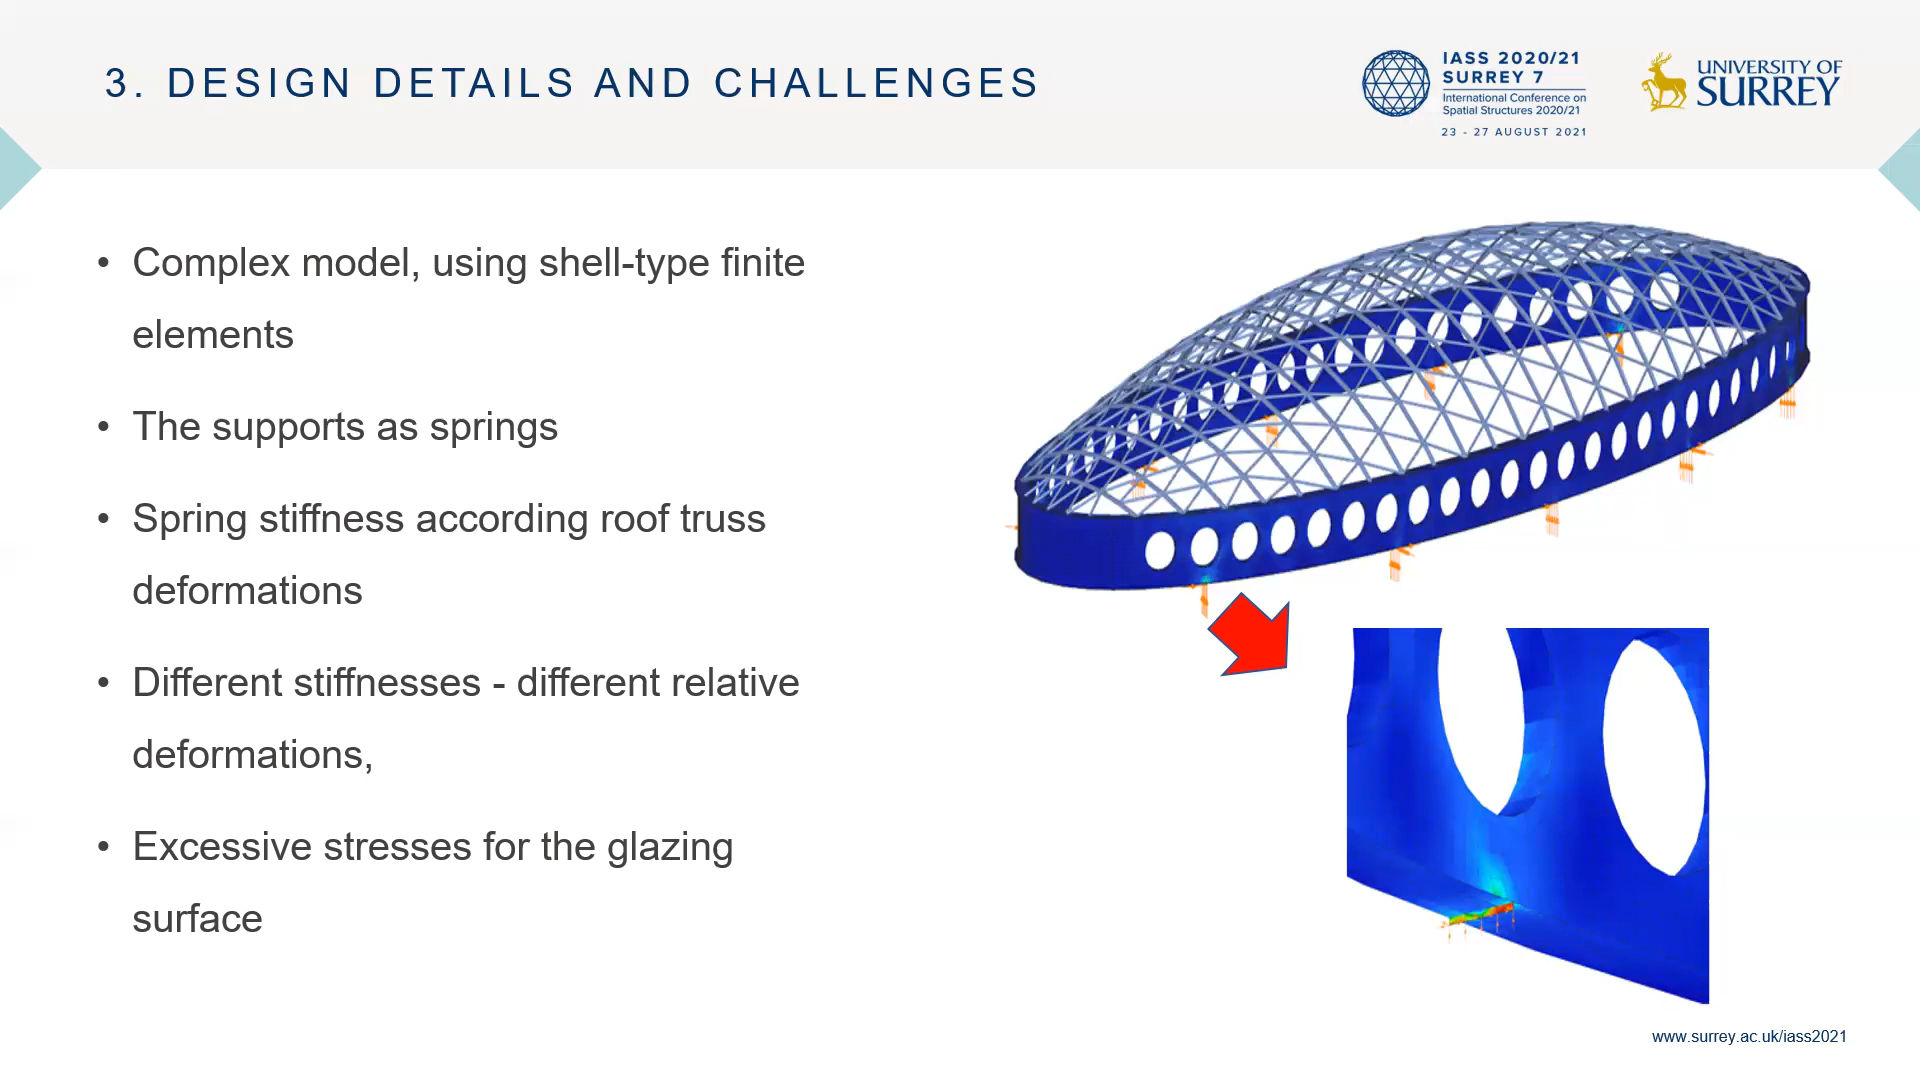 3. DESIGN DETAILS AND CHALLENGES
IASS 2020/21
SURREY 7
International Conference on
Spatial Structures 2020/21
23 - 27 AUGUST 2021
UNIVERSITY OF
SURREY
• Complex model, using shell-type finite
elements
• The supports as springs
• Spring stiffness according roof truss
deformations
• Different stiffnesses - different relative
deformations,
• Excessive stresses for the glazing
surface
www.surrey.ac.uk/iass2021